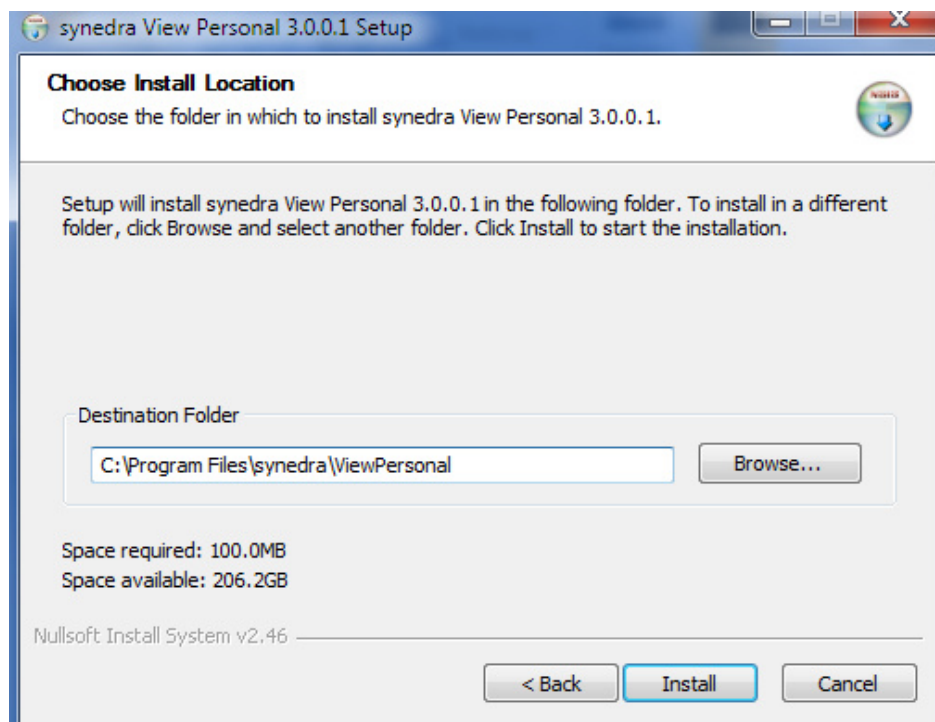 synedra View Personal 3.0.0.1 Setup
Choose Install Location
Choose the folder in which to install synedra View Personal 3.0.0.1.
Setup will install synedra View Personal 3.0.0.1 in the following folder. To install in a different
folder, click Browse and select another folder. Click Install to start the installation.
Destination Folder
C:\Program Files\synedra\ViewPersonal
Browse...
Space required: 100.0MB
Space available: 206.2GB
Nullsoft Install System v2.46
< Back
Install
Cancel